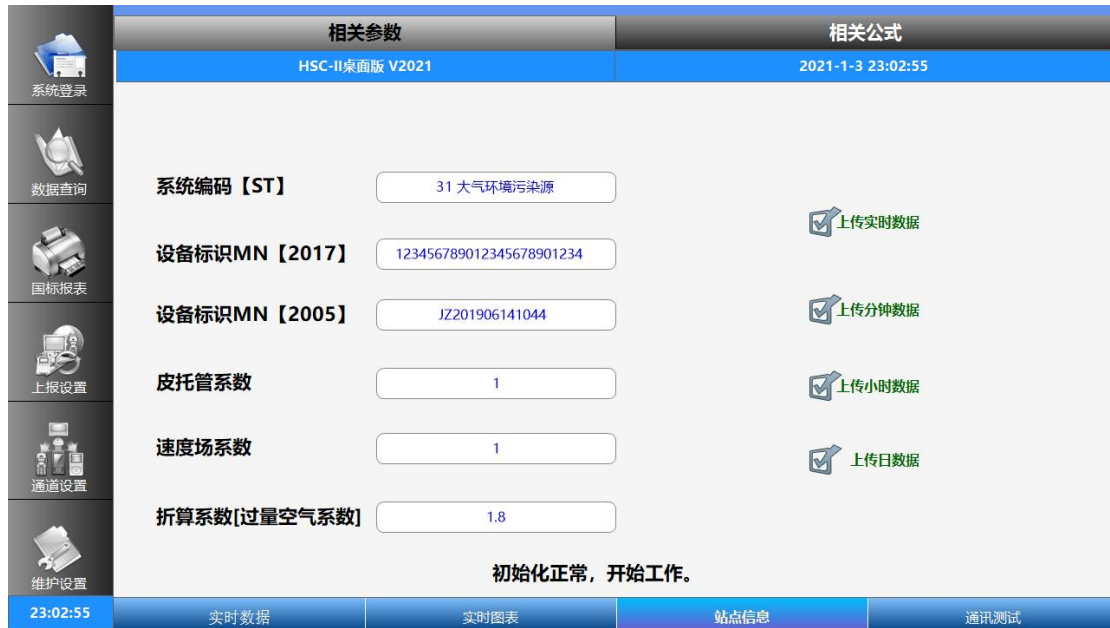 相关参数
相关公式
HSC-II桌面版 V2021
2021-1-3 23:02:55
系统登录
数据查询
国标报表
上报设置
通道设置
维护设置
系统编码【ST】
31 大气环境污染源
设备标识MN【2017】
123456789012345678901234
设备标识MN【2005】
JZ201906141044
皮托管系数
1
速度场系数
1
折算系数[过量空气系数]
1.8
上传实时数据
上传分钟数据
上传小时数据
上传日数据
初始化正常，开始工作。
23:02:55
实时数据
实时图表
站点信息
通讯测试